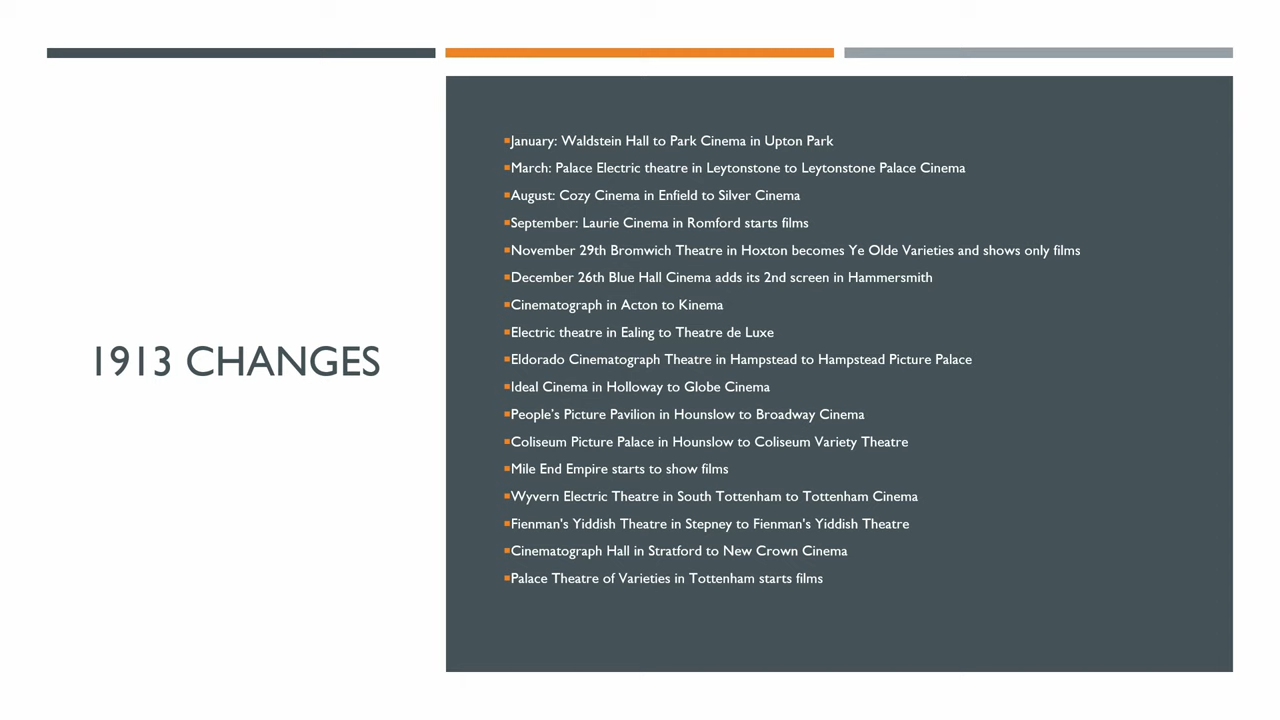 1913 CHANGES
January: Waldstein Hall to Park Cinema in Upton Park
March: Palace Electric theatre in Leytonstone to Leytonstone Palace Cinema
August: Cozy Cinema in Enfield to Silver Cinema
September: Laurie Cinema in Romford starts films
November 29th Bromwich Theatre in Hoxton becomes Ye Olde Varieties and shows only films
December 26th Blue Hall Cinema adds its 2nd screen in Hammersmith
Cinematograph in Acton to Kinema
Electric theatre in Ealing to Theatre de Luxe
Eldorado Cinematograph Theatre in Hampstead to Hampstead Picture Palace
Ideal Cinema in Holloway to Globe Cinema
People’s Picture Pavilion in Hounslow to Broadway Cinema
Coliseum Picture Palace in Hounslow to Coliseum Variety Theatre
Mile End Empire starts to show films
Wyvern Electric Theatre in South Tottenham to Tottenham Cinema
Fienman's Yiddish Theatre in Stepney to Fienman's Yiddish Theatre
Cinematograph Hall in Stratford to New Crown Cinema
Palace Theatre of Varieties in Tottenham starts films